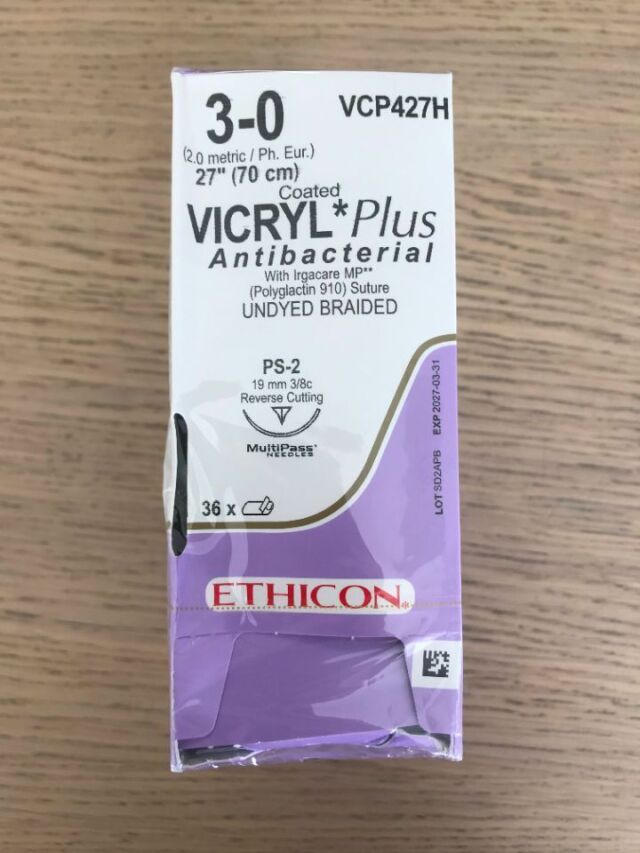 3-0
VCP427H
(2.0 metric / Ph. Eur.)
27" (70 cm)
Coated
VICRYL* Plus
Antibacterial
With Irgacare MP**
(Polyglactin 910) Suture
UNDYED BRAIDED
PS-2
19 mm 3/8c
Reverse Cutting
MultiPass*
NEEDLES
36 x
LOT SD2APB EXP 2027-03-31
ETHICON*